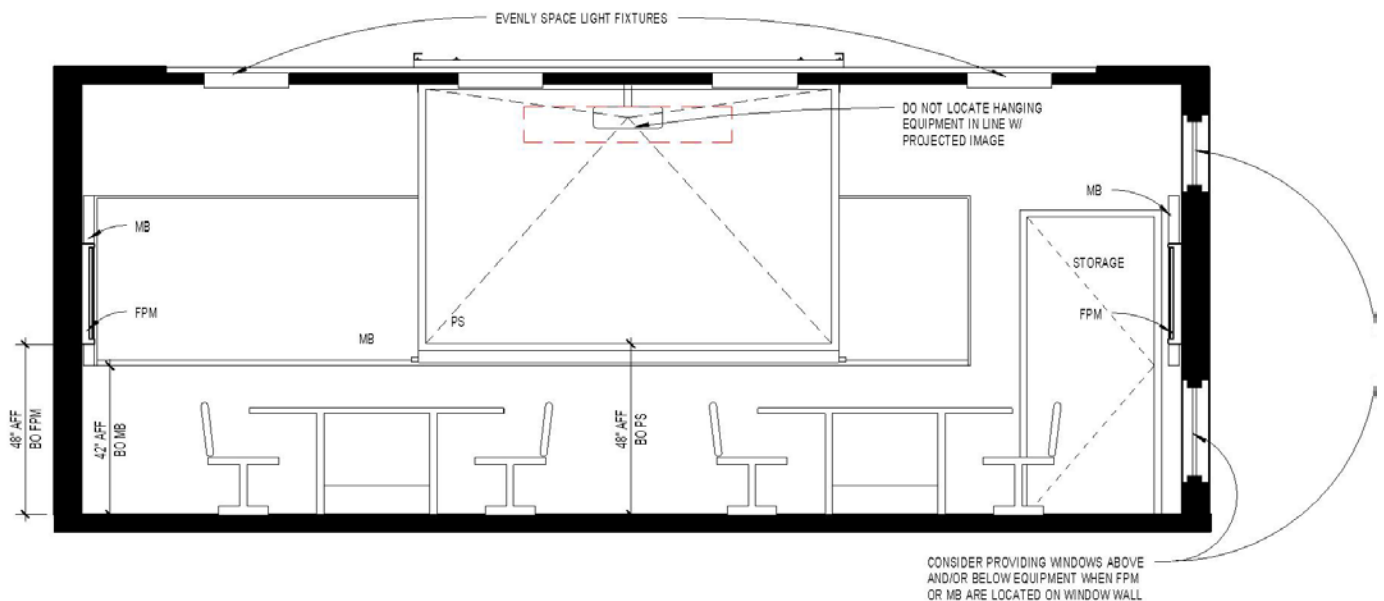 EVENLY SPACE LIGHT FIXTURES
DO NOT LOCATE HANGING
EQUIPMENT IN LINE W/
PROJECTED IMAGE
MB
MB
STORAGE
FPM
FPM
PS
MB
48" AFF
BO FPM
42" AFF
BO MB
48" AFF
BO PS
CONSIDER PROVIDING WINDOWS ABOVE
AND/OR BELOW EQUIPMENT WHEN FPM
OR MB ARE LOCATED ON WINDOW WALL